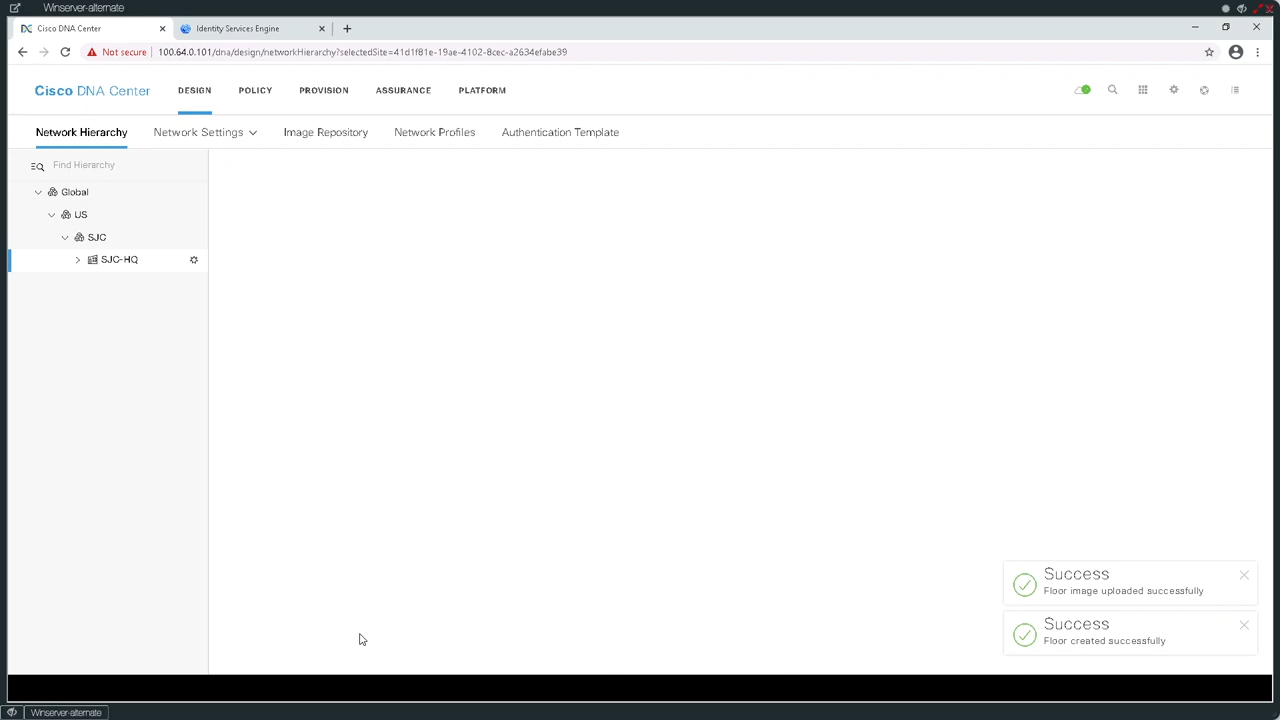 Winserver-alternate
Cisco DNA Center
Identity Services Engine
Not secure
100.64.0.101/dna/design/networkHierarchy?selectedSite=41d1f81e-19ae-4102-8cec-a2634efabe39
Cisco DNA Center
DESIGN
POLICY
PROVISION
ASSURANCE
PLATFORM
Network Hierarchy
Network Settings
Image Repository
Network Profiles
Authentication Template
Find Hierarchy
Global
US
SJC
SJC-HQ
Success
Floor image uploaded successfully
Success
Floor created successfully
Winserver-alternate